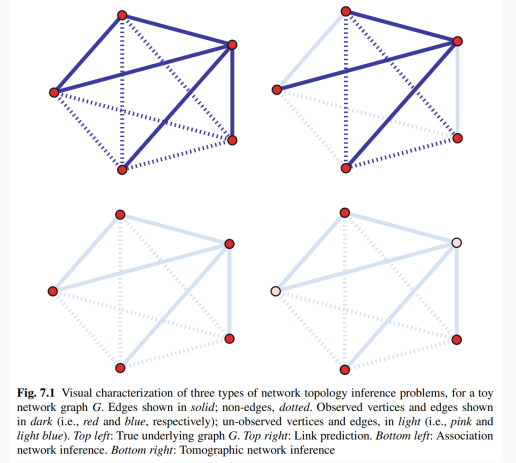 Fig. 7.1 Visual characterization of three types of network topology inference problems, for a toy
network graph G. Edges shown in solid; non-edges, dotted. Observed vertices and edges shown
in dark (i.e., red and blue, respectively); un-observed vertices and edges, in light (i.e., pink and
light blue). Top left: True underlying graph G. Top right: Link prediction. Bottom left: Association
network inference. Bottom right: Tomographic network inference